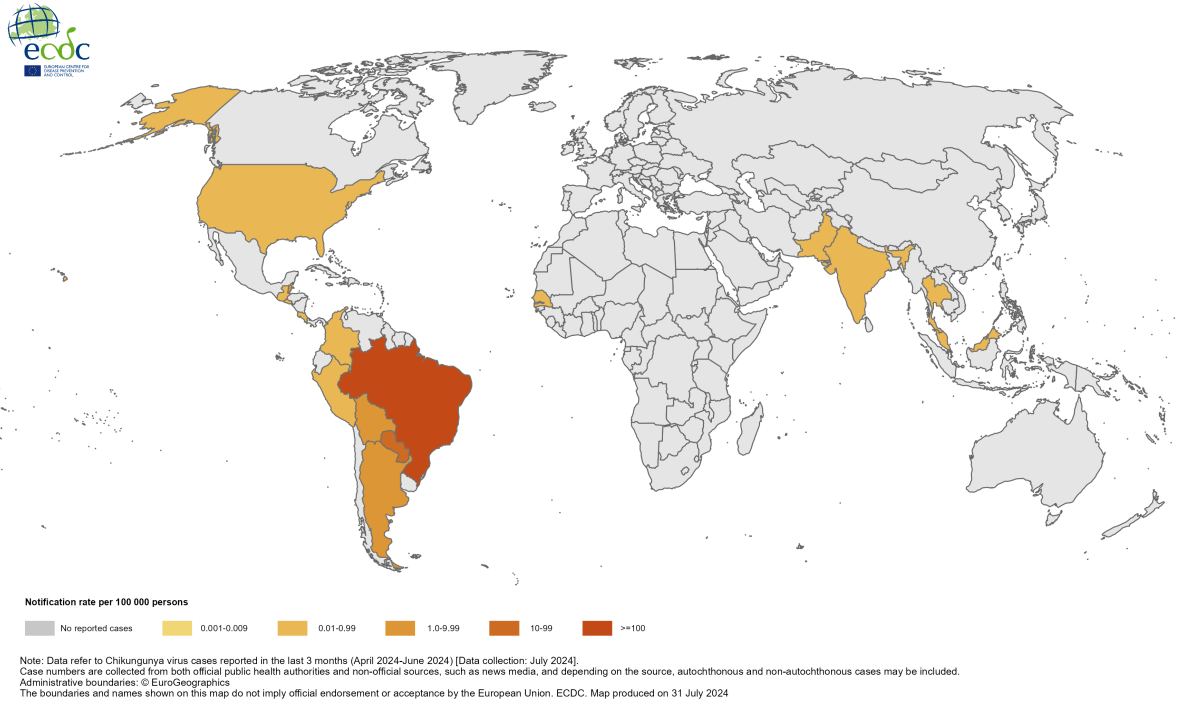 ecdc
EUROPEAN CENTRE FOR
DISEASE PREVENTION
AND CONTROL
Notification rate per 100 000 persons
No reported cases
0.001-0.009
0.01-0.99
1.0-9.99
10-99
>=100
Note: Data refer to Chikungunya virus cases reported in the last 3 months (April 2024-June 2024) [Data collection: July 2024].
Case numbers are collected from both official public health authorities and non-official sources, such as news media, and depending on the source, autochthonous and non-autochthonous cases may be included.
Administrative boundaries: © EuroGeographics
The boundaries and names shown on this map do not imply official endorsement or acceptance by the European Union. ECDC. Map produced on 31 July 2024